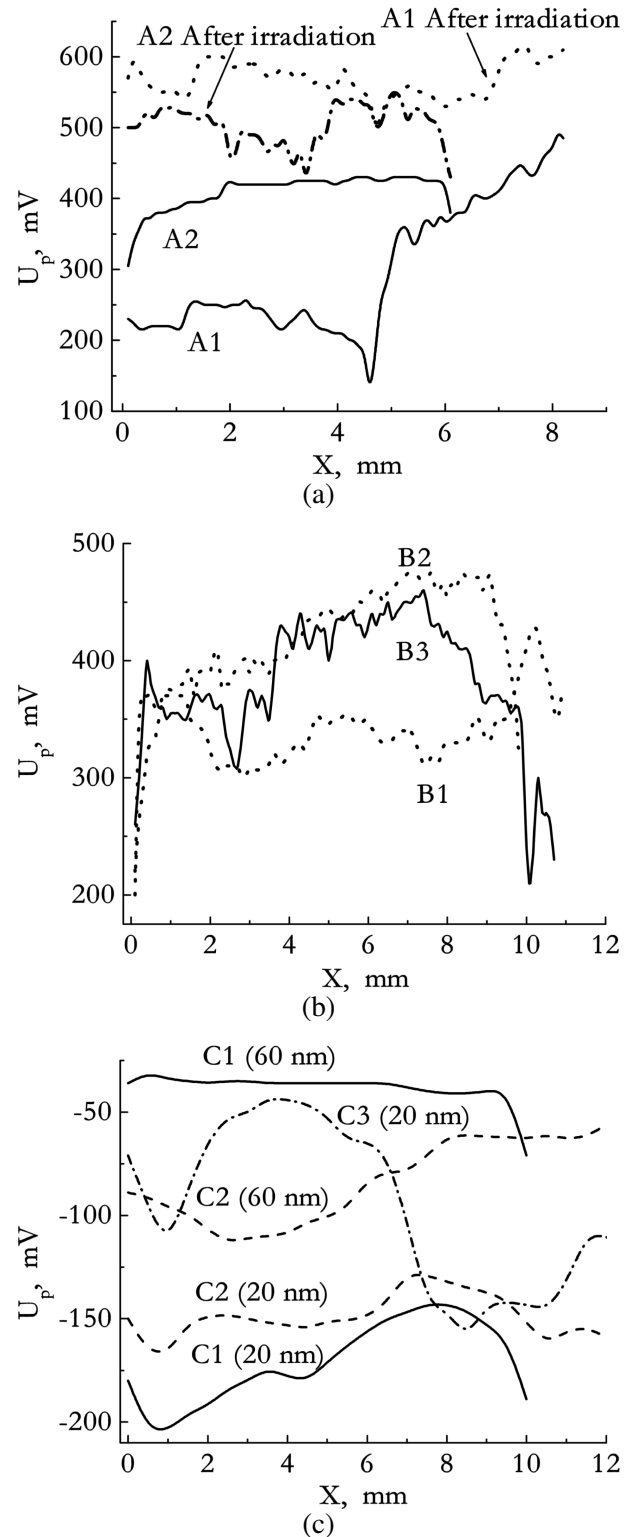 A2 After irradiation
A1 After irradiation
600
500
400
300
200
100
U_p, mV
A2
A1
0 2 4 6 8
X, mm
(a)
500
400
300
200
U_p, mV
B2
B3
B1
0 2 4 6 8 10 12
X, mm
(b)
C1 (60 nm)
C3 (20 nm)
C2 (60 nm)
C2 (20 nm)
C1 (20 nm)
-50
-100
-150
-200
U_p, mV
0 2 4 6 8 10 12
X, mm
(c)